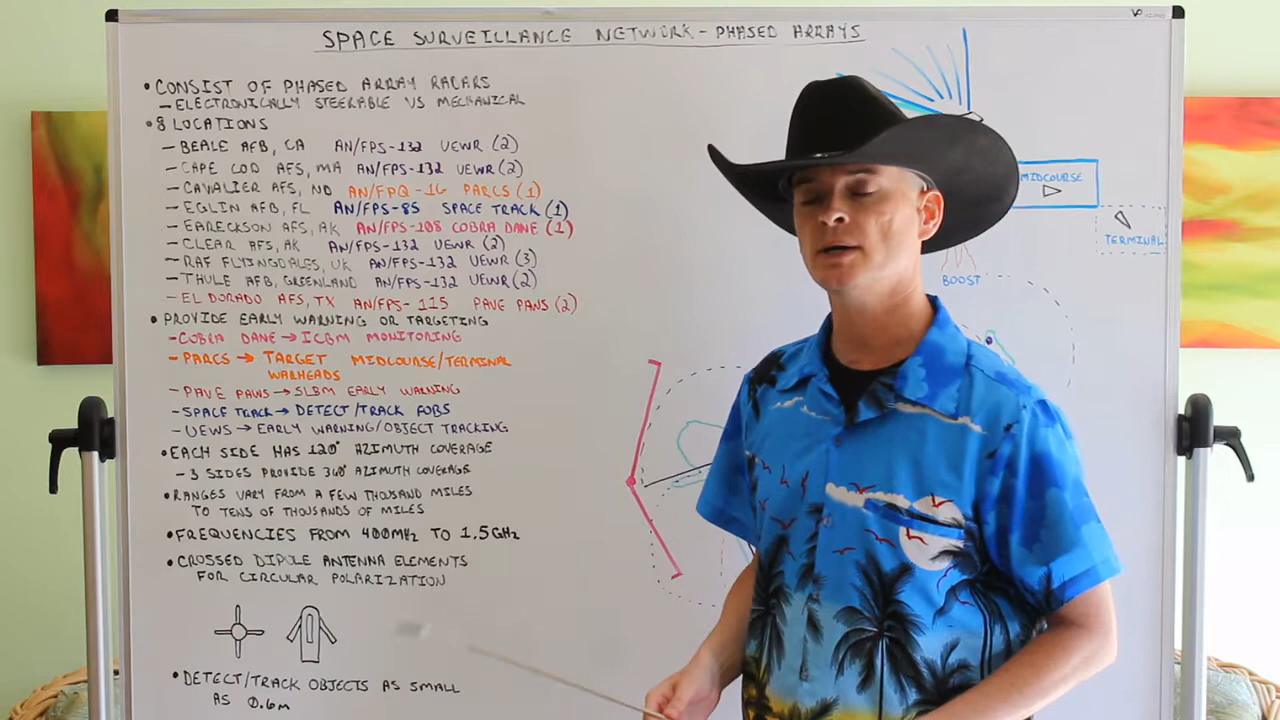 SPACE SURVEILLANCE NETWORK - PHASED ARRAYS
• CONSIST OF PHASED ARRAY RADARS
- ELECTRONICALLY STEERABLE VS MECHANICAL
• 8 LOCATIONS
- BEALE AFB, CA AN/FPS-132 UEWR (2)
- CAPE COD AFS, MA AN/FPS-132 UEWR (2)
- CAVALIER AFS, ND AN/FPQ-16 PARCS (1)
- EGLIN AFB, FL AN/FPS-85 SPACE TRACK (1)
- EARECKSON AFS, AK AN/FPS-108 COBRA DANE (1)
- CLEAR AFS, AK AN/FPS-132 UEWR (2)
- RAF FLYINGDALES, UK AN/FPS-132 UEWR (3)
- THULE AFB, GREENLAND AN/FPS-132 UEWR (2)
- EL DORADO AFS, TX AN/FPS-115 PAVE PAWS (2)
• PROVIDE EARLY WARNING OR TARGETING
- COBRA DANE → ICBM MONITORING
- PARCS → TARGET MIDCOURSE/TERMINAL
WARHEADS
- PAVE PAWS → SLBM EARLY WARNING
- SPACE TRACK → DETECT/TRACK FOBS
- UEWS → EARLY WARNING/OBJECT TRACKING
• EACH SIDE HAS 120° AZIMUTH COVERAGE
- 3 SIDES PROVIDE 360° AZIMUTH COVERAGE
• RANGES VARY FROM A FEW THOUSAND MILES
TO TENS OF THOUSANDS OF MILES
• FREQUENCIES FROM 400MHz TO 1.5GHz
• CROSSED DIPOLE ANTENNA ELEMENTS
FOR CIRCULAR POLARIZATION
• DETECT/TRACK OBJECTS AS SMALL
AS 0.6m
MIDCOURSE
TERMINAL
BOOST